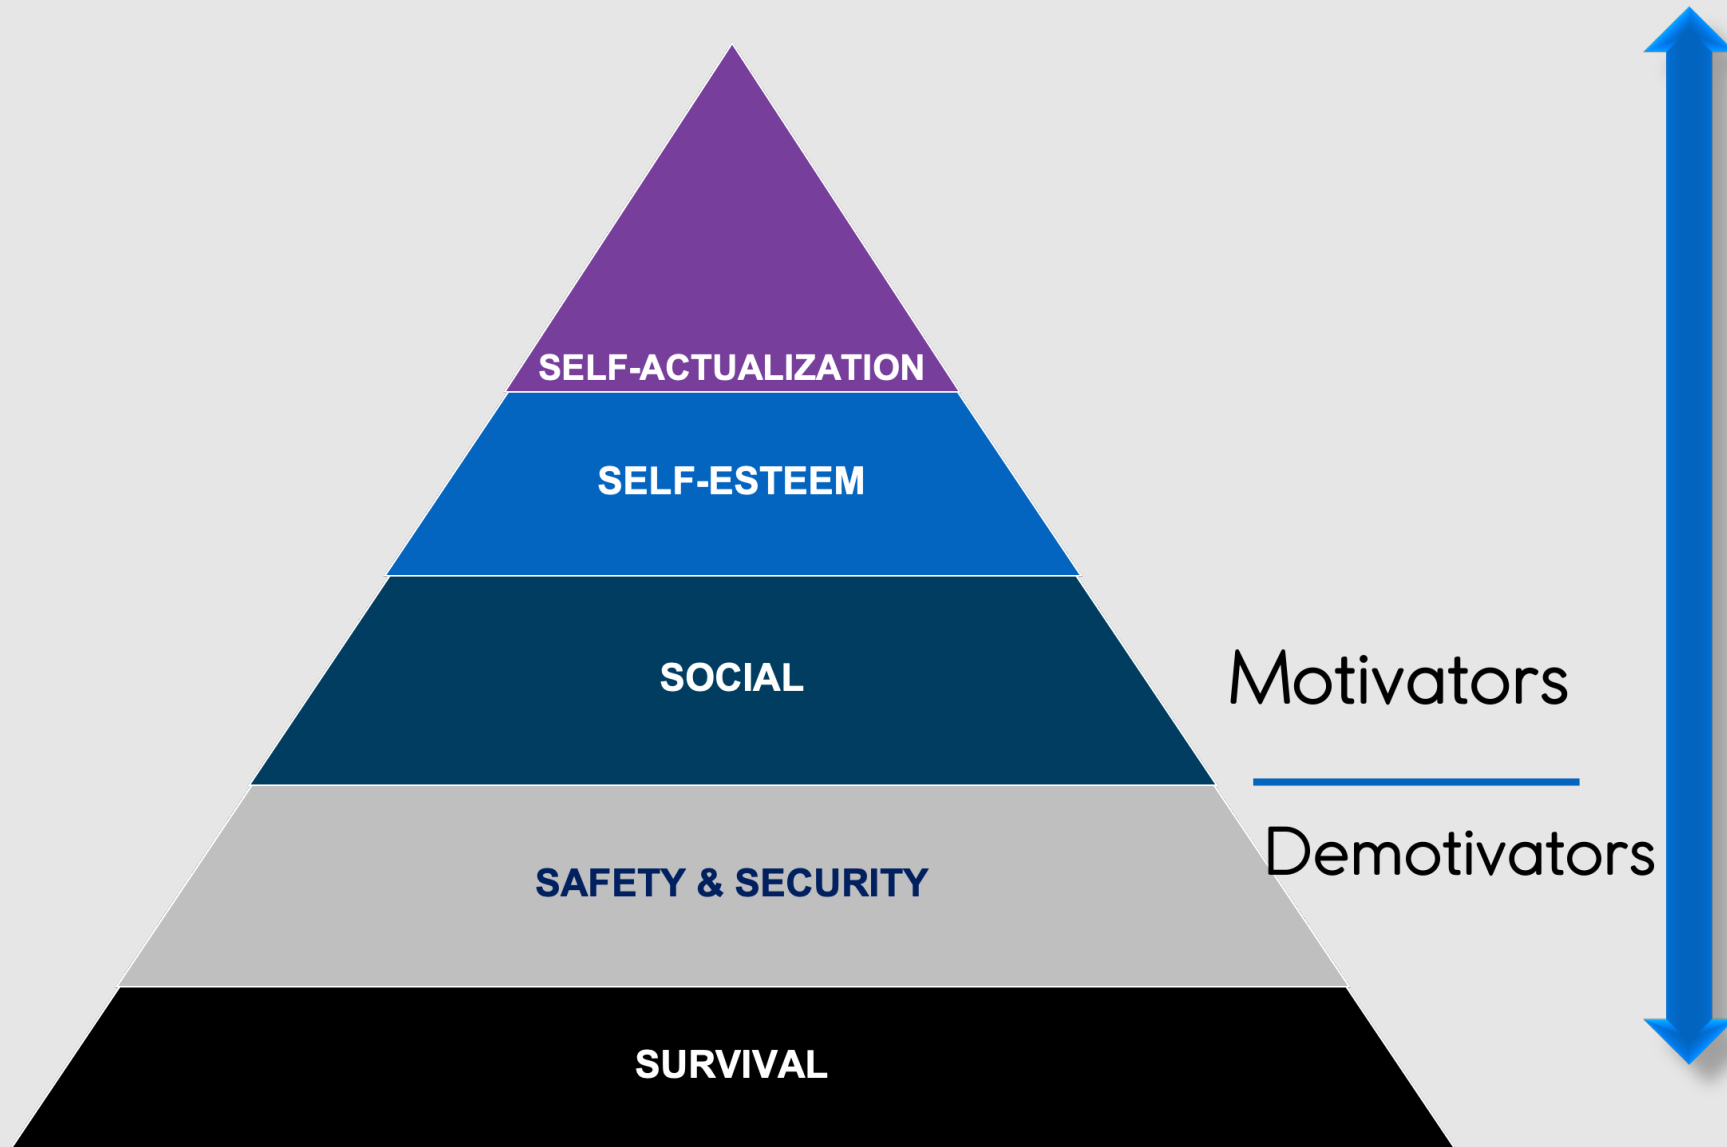 SELF-ACTUALIZATION
SELF-ESTEEM
SOCIAL
Motivators
Demotivators
SAFETY & SECURITY
SURVIVAL